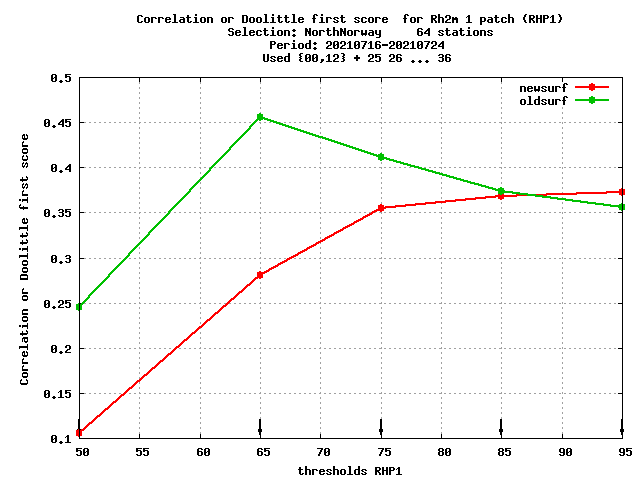 Correlation or Doolittle first score  for Rh2m 1 patch (RHP1)
Selection: NorthNorway     64 stations
Period: 20210716-20210724
Used {00,12} + 25 26 ... 36
newsurf
oldsurf
Correlation or Doolittle first score
0.5
0.45
0.4
0.35
0.3
0.25
0.2
0.15
0.1
50 55 60 65 70 75 80 85 90 95
thresholds RHP1